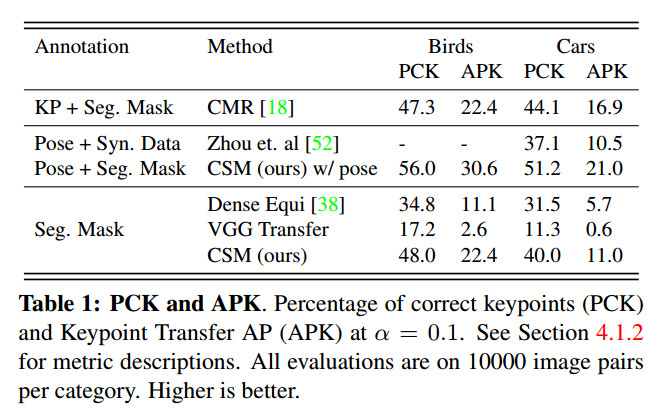 Annotation Method Birds Cars
PCK APK PCK APK
KP + Seg. Mask CMR [18] 47.3 22.4 44.1 16.9
Pose + Syn. Data Zhou et. al [52] - - 37.1 10.5
Pose + Seg. Mask CSM (ours) w/ pose 56.0 30.6 51.2 21.0
Dense Equi [38] 34.8 11.1 31.5 5.7
Seg. Mask VGG Transfer 17.2 2.6 11.3 0.6
CSM (ours) 48.0 22.4 40.0 11.0
Table 1: PCK and APK. Percentage of correct keypoints (PCK)
and Keypoint Transfer AP (APK) at α = 0.1. See Section 4.1.2
for metric descriptions. All evaluations are on 10000 image pairs
per category. Higher is better.